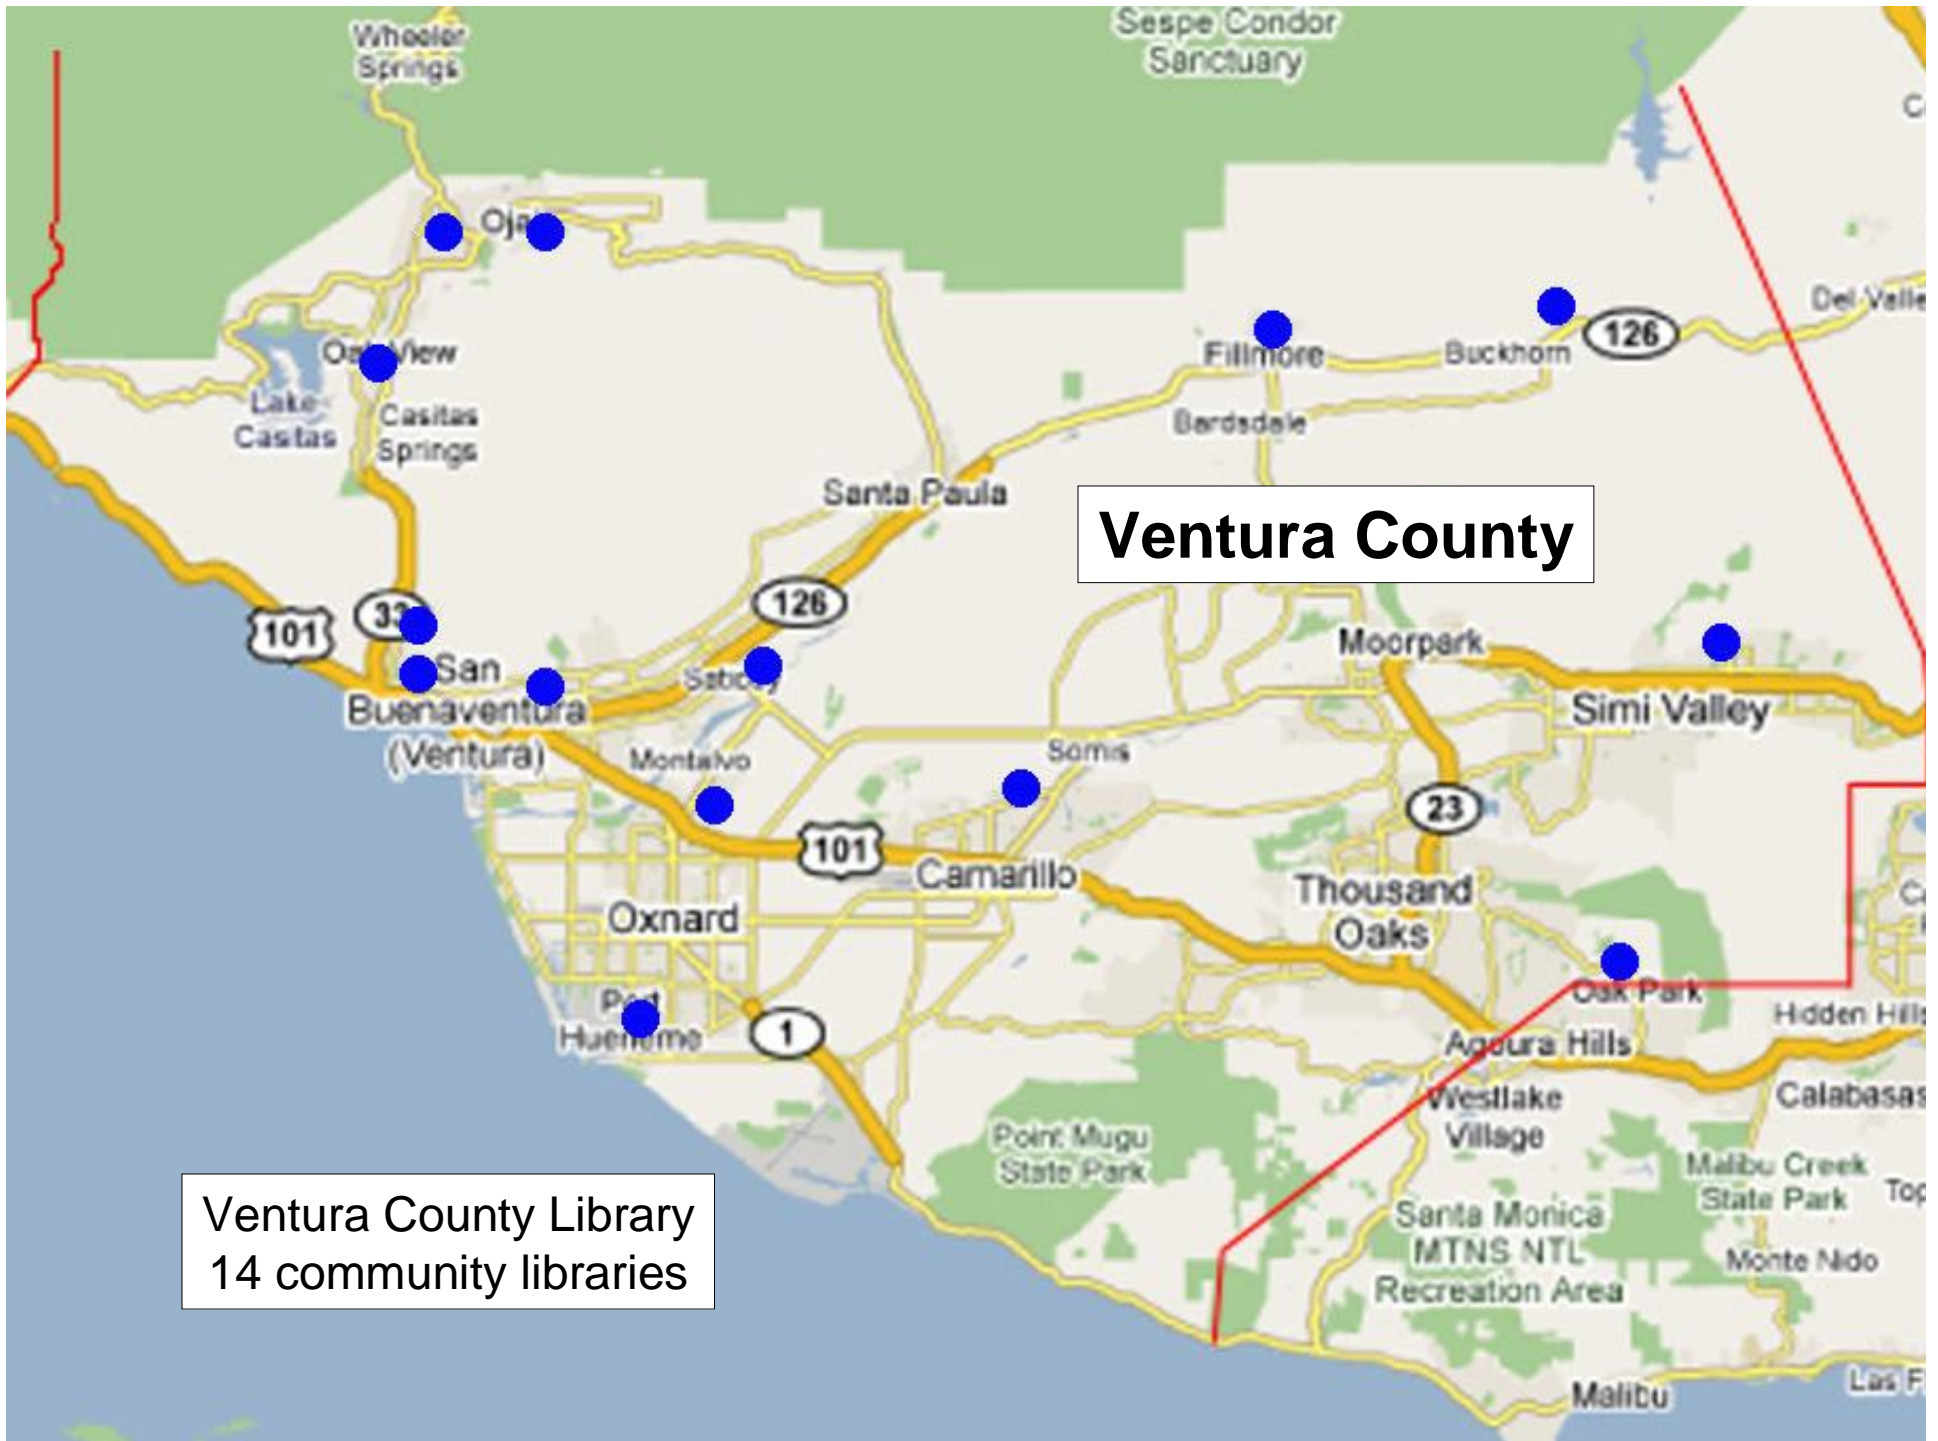 Wheeler
Springs
Sespe Condor
Sanctuary
Del Valle
126
Fillmore
Buckhorn
Lake
Casitas
Casitas
Springs
Bardsdale
Santa Paula
Ventura County
126
33
101
Moorpark
San
Buenaventura
(Ventura)
Simi Valley
Montalvo
Somis
23
101
Camarillo
Thousand
Oaks
Oxnard
Oak Park
Hidden Hills
1
Agoura Hills
Westlake
Village
Calabasas
Point Mugu
State Park
Malibu Creek
State Park
Santa Monica
MTNS NTL
Recreation Area
Monte Nido
Ventura County Library
14 community libraries
Malibu